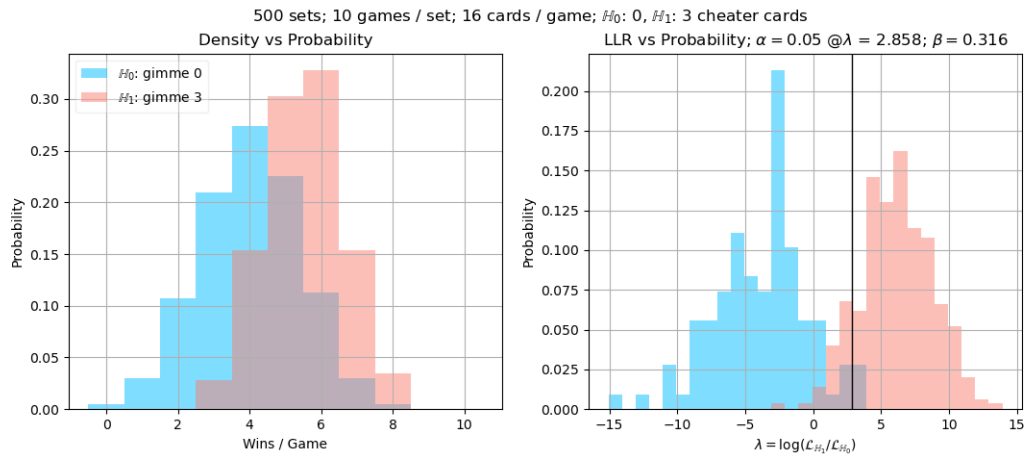 500 sets; 10 games / set; 16 cards / game; ℍ₀: 0, ℍ₁: 3 cheater cards
Density vs Probability
ℍ₀: gimme 0
ℍ₁: gimme 3
Probability
0.30
0.25
0.20
0.15
0.10
0.05
0.00
0 2 4 6 8 10
Wins / Game
LLR vs Probability; α = 0.05 @λ = 2.858; β = 0.316
Probability
0.200
0.175
0.150
0.125
0.100
0.075
0.050
0.025
0.000
−15 −10 −5 0 5 10 15
λ = log(ℒ_ℍ₁/ℒ_ℍ₀)